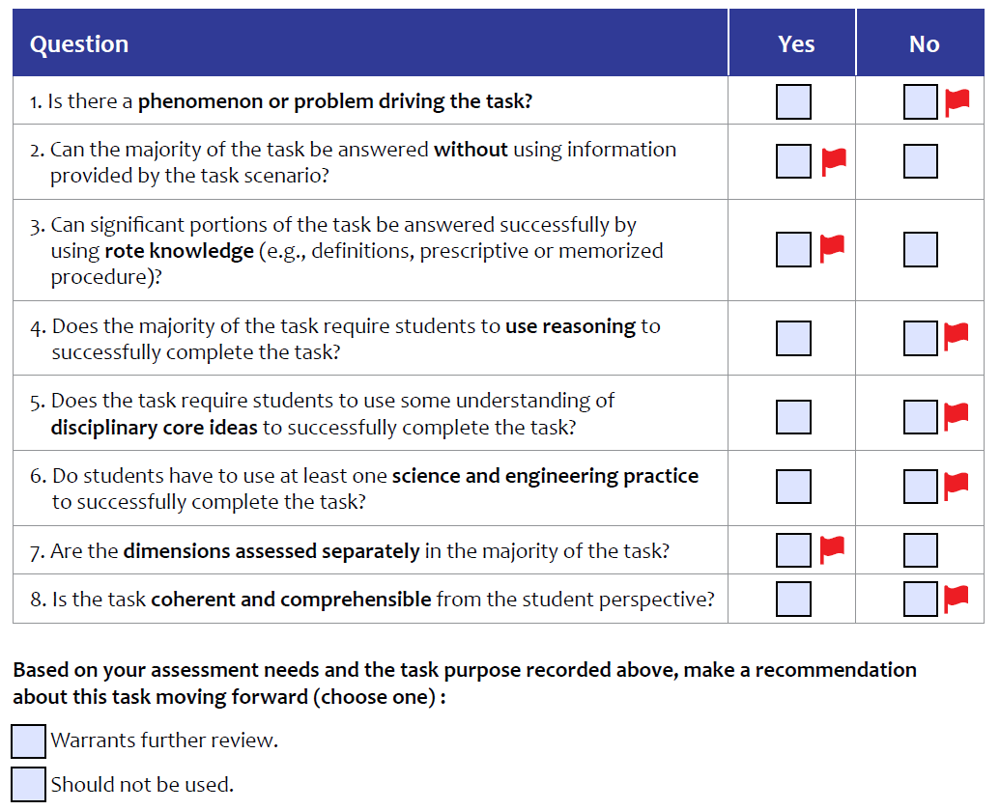 Question Yes No
1. Is there a phenomenon or problem driving the task?
2. Can the majority of the task be answered without using information
provided by the task scenario?
3. Can significant portions of the task be answered successfully by
using rote knowledge (e.g., definitions, prescriptive or memorized
procedure)?
4. Does the majority of the task require students to use reasoning to
successfully complete the task?
5. Does the task require students to use some understanding of
disciplinary core ideas to successfully complete the task?
6. Do students have to use at least one science and engineering practice
to successfully complete the task?
7. Are the dimensions assessed separately in the majority of the task?
8. Is the task coherent and comprehensible from the student perspective?
Based on your assessment needs and the task purpose recorded above, make a recommendation
about this task moving forward (choose one) :
Warrants further review.
Should not be used.